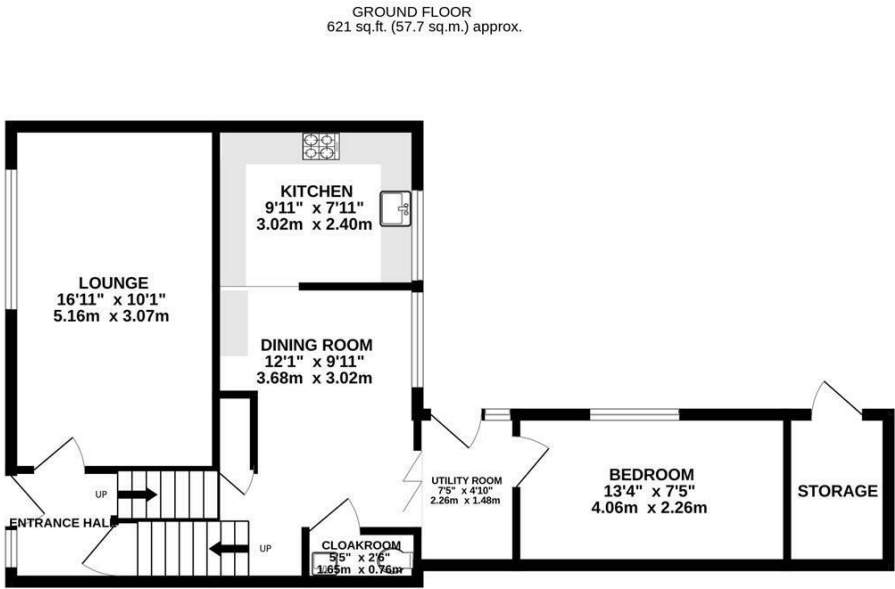 GROUND FLOOR
621 sq.ft. (57.7 sq.m.) approx.
KITCHEN
9'11" x 7'11"
3.02m x 2.40m
LOUNGE
16'11" x 10'1"
5.16m x 3.07m
DINING ROOM
12'1" x 9'11"
3.68m x 3.02m
UTILITY ROOM
7'5" x 4'10"
2.26m x 1.48m
BEDROOM
13'4" x 7'5"
4.06m x 2.26m
STORAGE
UP
ENTRANCE HALL
UP
CLOAKROOM
5'5" x 2'6"
1.65m x 0.76m